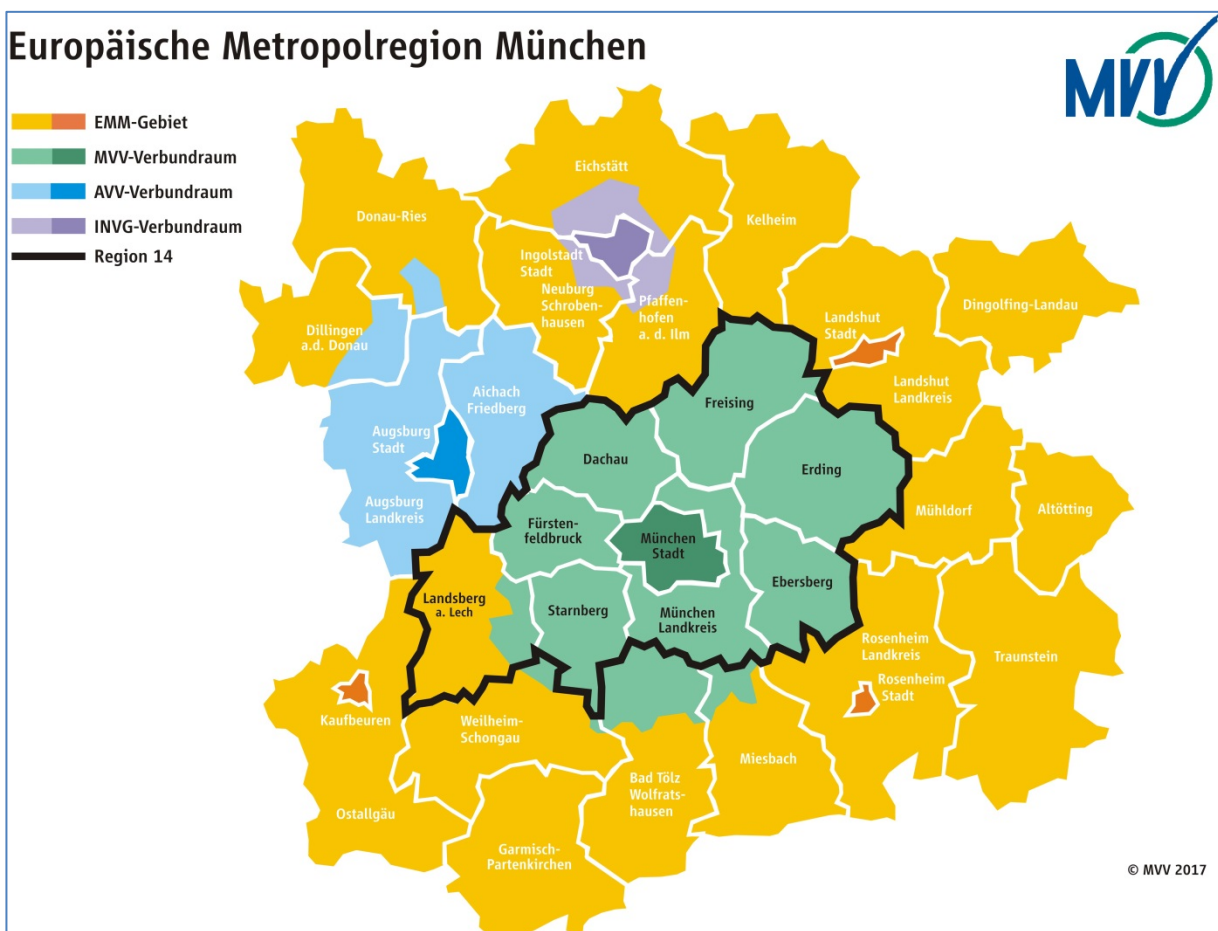 Europäische Metropolregion München
MVV
EMM-Gebiet
MVV-Verbundraum
AVV-Verbundraum
INVG-Verbundraum
Region 14
Eichstätt
Donau-Ries
Kelheim
Ingolstadt
Stadt
Neuburg
Schroben-
hausen
Pfaffen-
hofen
a. d. Ilm
Dillingen
a.d. Donau
Landshut
Stadt
Dingolfing-Landau
Landshut
Landkreis
Aichach
Friedberg
Freising
Augsburg
Stadt
Dachau
Erding
Augsburg
Landkreis
Mühldorf
Altötting
Fürsten-
feldbruck
München
Stadt
Ebersberg
Landsberg
a. Lech
Starnberg
München
Landkreis
Rosenheim
Landkreis
Traunstein
Rosenheim
Stadt
Kaufbeuren
Weilheim-
Schongau
Miesbach
Bad Tölz
Wolfrats-
hausen
Ostallgäu
Garmisch-
Partenkirchen
© MVV 2017